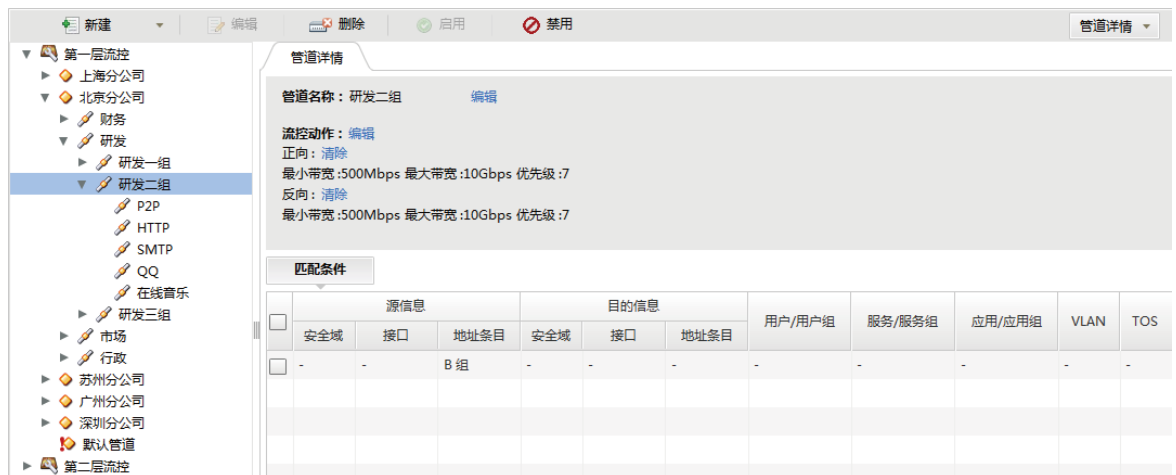 新建 编辑 删除 启用 禁用 管道详情
第一层流控
上海分公司
北京分公司
财务
研发
研发一组
研发二组
P2P
HTTP
SMTP
QQ
在线音乐
研发三组
市场
行政
苏州分公司
广州分公司
深圳分公司
默认管道
第二层流控
管道详情
管道名称：研发二组 编辑
流控动作：编辑
正向：清除
最小带宽:500Mbps 最大带宽:10Gbps 优先级:7
反向：清除
最小带宽:500Mbps 最大带宽:10Gbps 优先级:7
匹配条件
源信息 目的信息 用户/用户组 服务/服务组 应用/应用组 VLAN TOS
安全域 接口 地址条目 安全域 接口 地址条目
- - B 组 - - - - - - - -